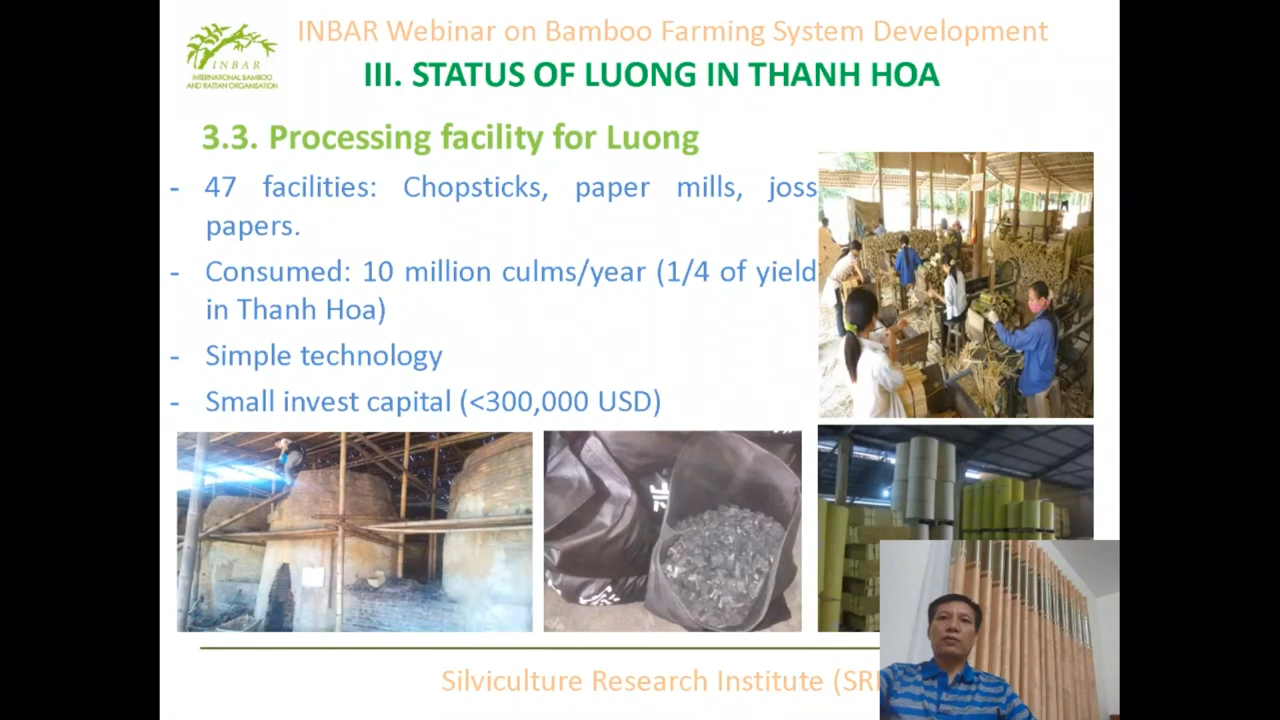 INBAR Webinar on Bamboo Farming System Development
INBAR
INTERNATIONAL BAMBOO
AND RATTAN ORGANISATION
III. STATUS OF LUONG IN THANH HOA
3.3. Processing facility for Luong
- 47 facilities: Chopsticks, paper mills, joss
papers.
- Consumed: 10 million culms/year (1/4 of yield
in Thanh Hoa)
- Simple technology
- Small invest capital (<300,000 USD)
Silviculture Research Institute